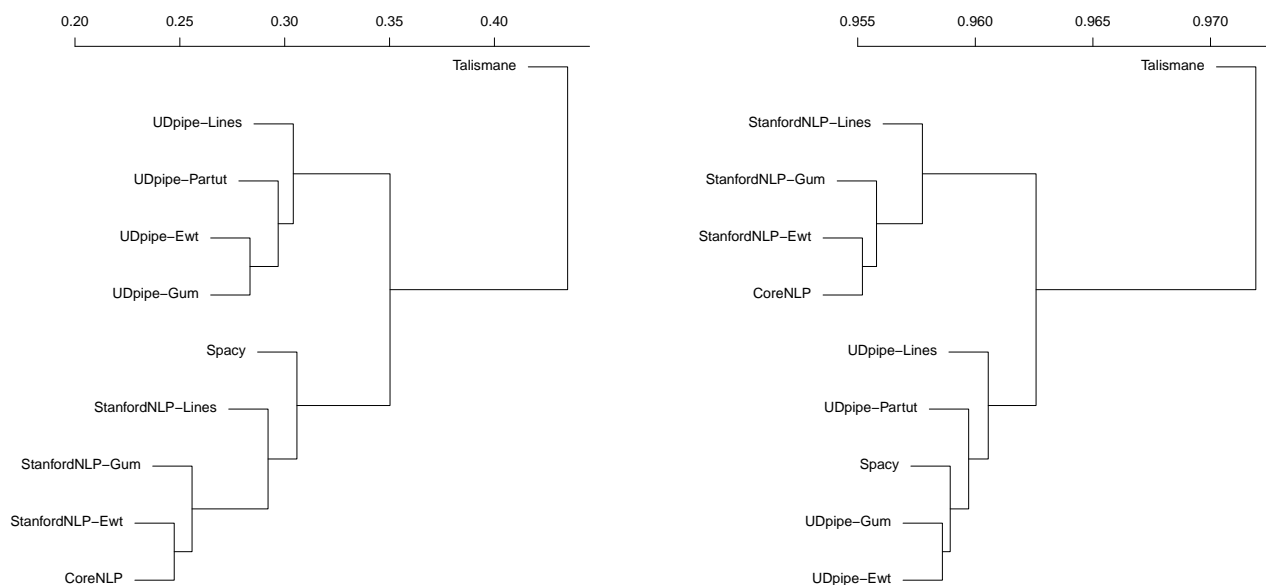 0.20 0.25 0.30 0.35 0.40
Talismane
UDpipe−Lines
UDpipe−Partut
UDpipe−Ewt
UDpipe−Gum
Spacy
StanfordNLP−Lines
StanfordNLP−Gum
StanfordNLP−Ewt
CoreNLP
0.955 0.960 0.965 0.970
Talismane
StanfordNLP−Lines
StanfordNLP−Gum
StanfordNLP−Ewt
CoreNLP
UDpipe−Lines
UDpipe−Partut
Spacy
UDpipe−Gum
UDpipe−Ewt